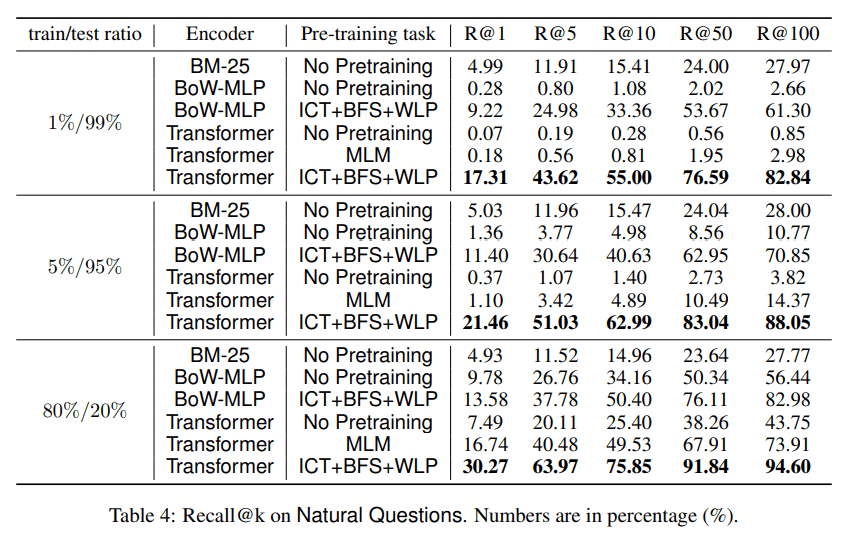 train/test ratio Encoder Pre-training task R@1 R@5 R@10 R@50 R@100
BM-25 No Pretraining 4.99 11.91 15.41 24.00 27.97
BoW-MLP No Pretraining 0.28 0.80 1.08 2.02 2.66
BoW-MLP ICT+BFS+WLP 9.22 24.98 33.36 53.67 61.30
1%/99%
Transformer No Pretraining 0.07 0.19 0.28 0.56 0.85
Transformer MLM 0.18 0.56 0.81 1.95 2.98
Transformer ICT+BFS+WLP 17.31 43.62 55.00 76.59 82.84
BM-25 No Pretraining 5.03 11.96 15.47 24.04 28.00
BoW-MLP No Pretraining 1.36 3.77 4.98 8.56 10.77
BoW-MLP ICT+BFS+WLP 11.40 30.64 40.63 62.95 70.85
5%/95%
Transformer No Pretraining 0.37 1.07 1.40 2.73 3.82
Transformer MLM 1.10 3.42 4.89 10.49 14.37
Transformer ICT+BFS+WLP 21.46 51.03 62.99 83.04 88.05
BM-25 No Pretraining 4.93 11.52 14.96 23.64 27.77
BoW-MLP No Pretraining 9.78 26.76 34.16 50.34 56.44
BoW-MLP ICT+BFS+WLP 13.58 37.78 50.40 76.11 82.98
80%/20%
Transformer No Pretraining 7.49 20.11 25.40 38.26 43.75
Transformer MLM 16.74 40.48 49.53 67.91 73.91
Transformer ICT+BFS+WLP 30.27 63.97 75.85 91.84 94.60
Table 4: Recall@k on Natural Questions. Numbers are in percentage (%).